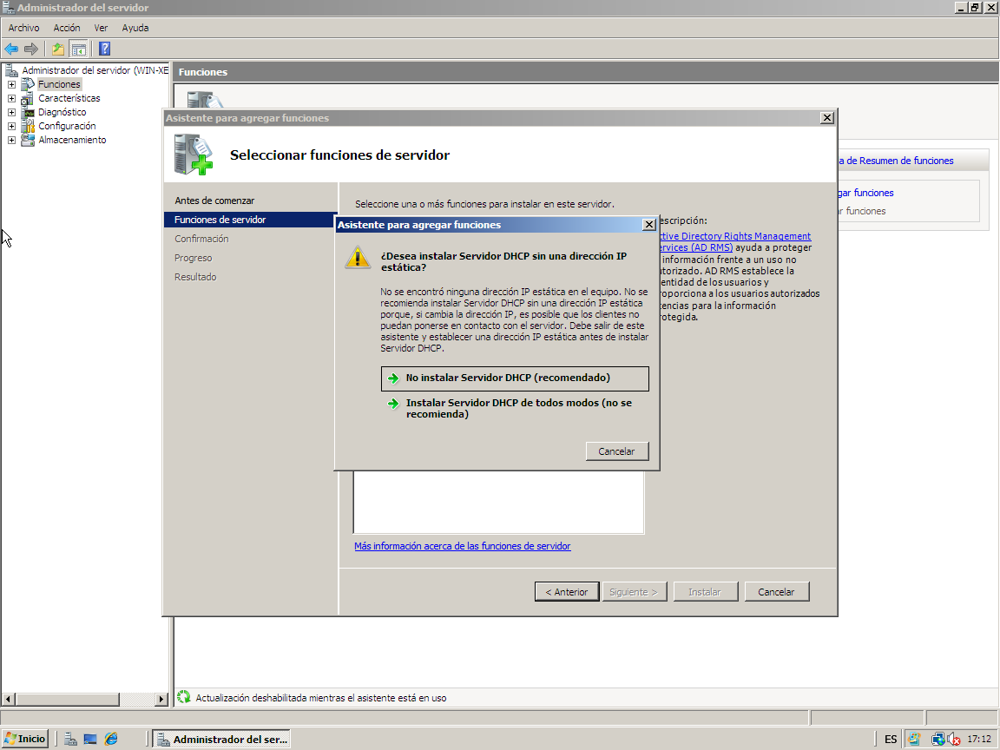 Administrador del servidor
Archivo Acción Ver Ayuda
Administrador del servidor (WIN-XE
Funciones
Características
Diagnóstico
Configuración
Almacenamiento
Funciones
a de Resumen de funciones
gar funciones
r funciones
Asistente para agregar funciones
Seleccionar funciones de servidor
Antes de comenzar
Funciones de servidor
Confirmación
Progreso
Resultado
Seleccione una o más funciones para instalar en este servidor.
escripción:
ctive Directory Rights Management
ervices (AD RMS) ayuda a proteger
información frente a un uso no
utorizado. AD RMS establece la
entidad de los usuarios y
roporciona a los usuarios autorizados
cencias para la información
rotegida.
Asistente para agregar funciones
¿Desea instalar Servidor DHCP sin una dirección IP
estática?
No se encontró ninguna dirección IP estática en el equipo. No se
recomienda instalar Servidor DHCP sin una dirección IP estática
porque, si cambia la dirección IP, es posible que los clientes no
puedan ponerse en contacto con el servidor. Debe salir de este
asistente y establecer una dirección IP estática antes de instalar
Servidor DHCP.
No instalar Servidor DHCP (recomendado)
Instalar Servidor DHCP de todos modos (no se
recomienda)
Cancelar
Más información acerca de las funciones de servidor
< Anterior Siguiente > Instalar Cancelar
Actualización deshabilitada mientras el asistente está en uso
Inicio Administrador del ser... ES 17:12